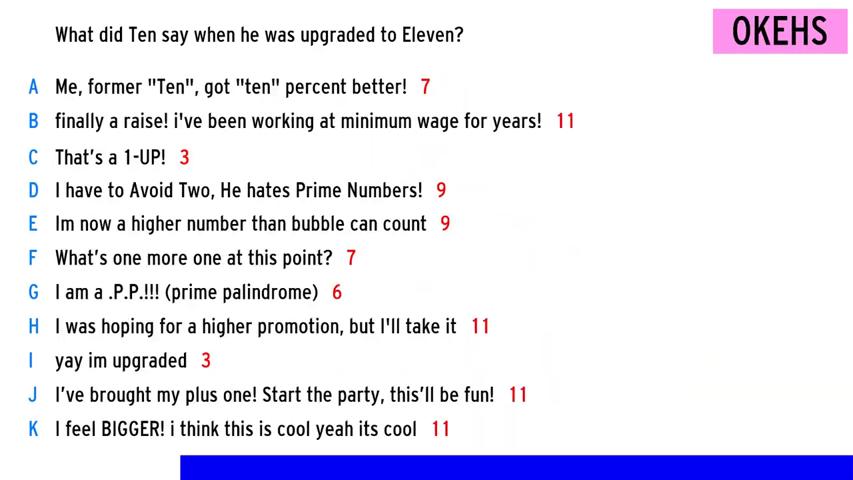 What did Ten say when he was upgraded to Eleven?
OKEHS
A Me, former "Ten", got "ten" percent better! 7
B finally a raise! i've been working at minimum wage for years! 11
C That's a 1-UP! 3
D I have to Avoid Two, He hates Prime Numbers! 9
E Im now a higher number than bubble can count 9
F What's one more one at this point? 7
G I am a .P.P.!!! (prime palindrome) 6
H I was hoping for a higher promotion, but I'll take it 11
I yay im upgraded 3
J I've brought my plus one! Start the party, this'll be fun! 11
K I feel BIGGER! i think this is cool yeah its cool 11